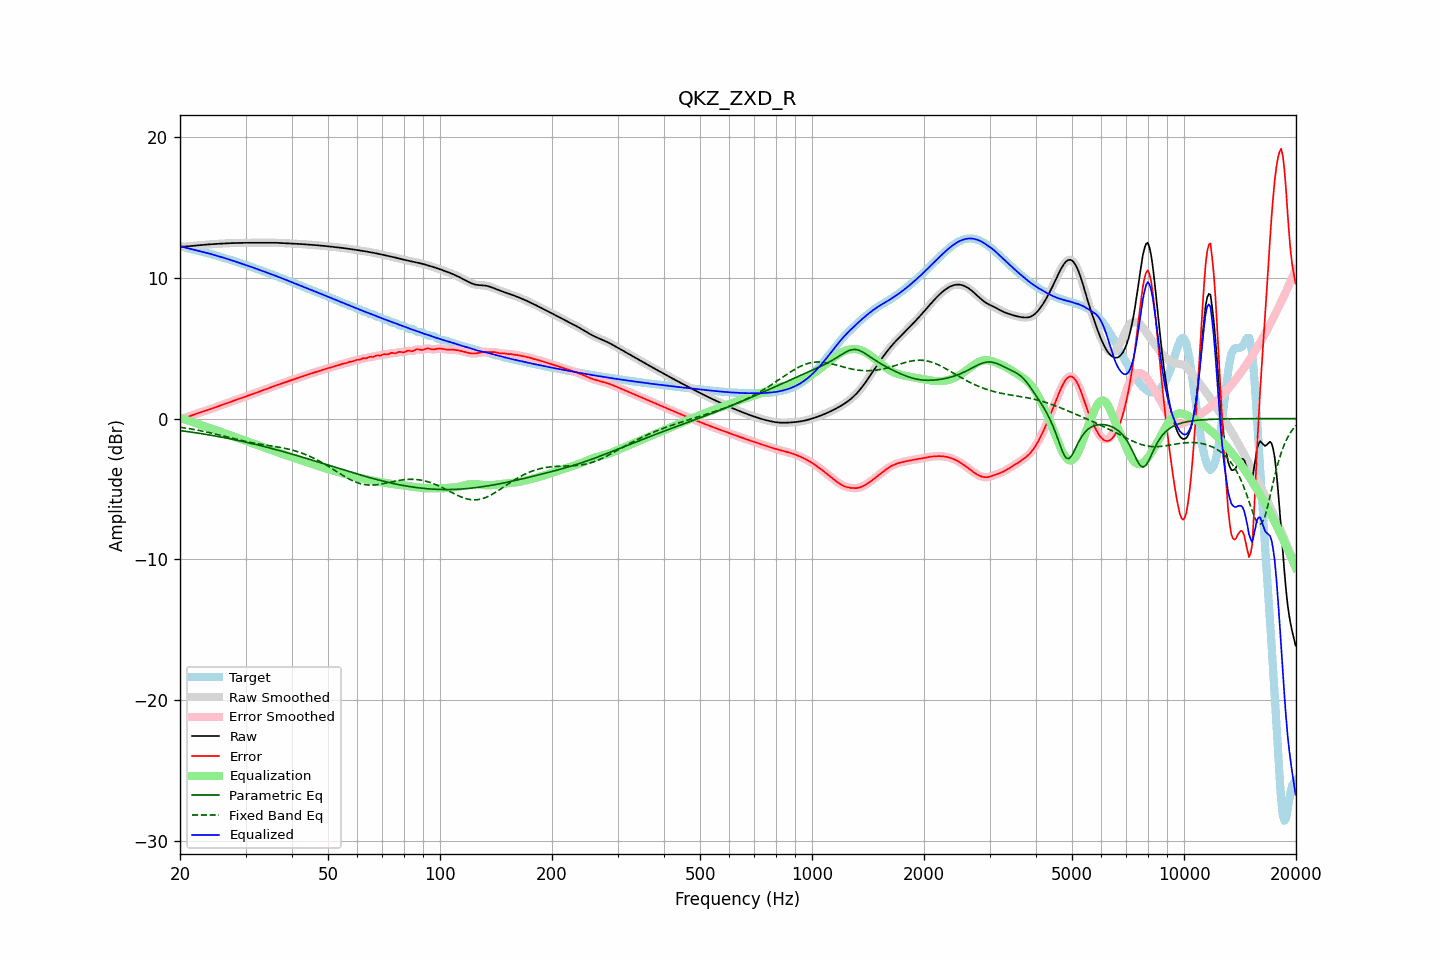 QKZ_ZXD_R
Amplitude (dBr)
20
10
0
−10
−20
−30
Target
Raw Smoothed
Error Smoothed
Raw
Error
Equalization
Parametric Eq
Fixed Band Eq
Equalized
20 50 100 200 500 1000 2000 5000 10000 20000
Frequency (Hz)